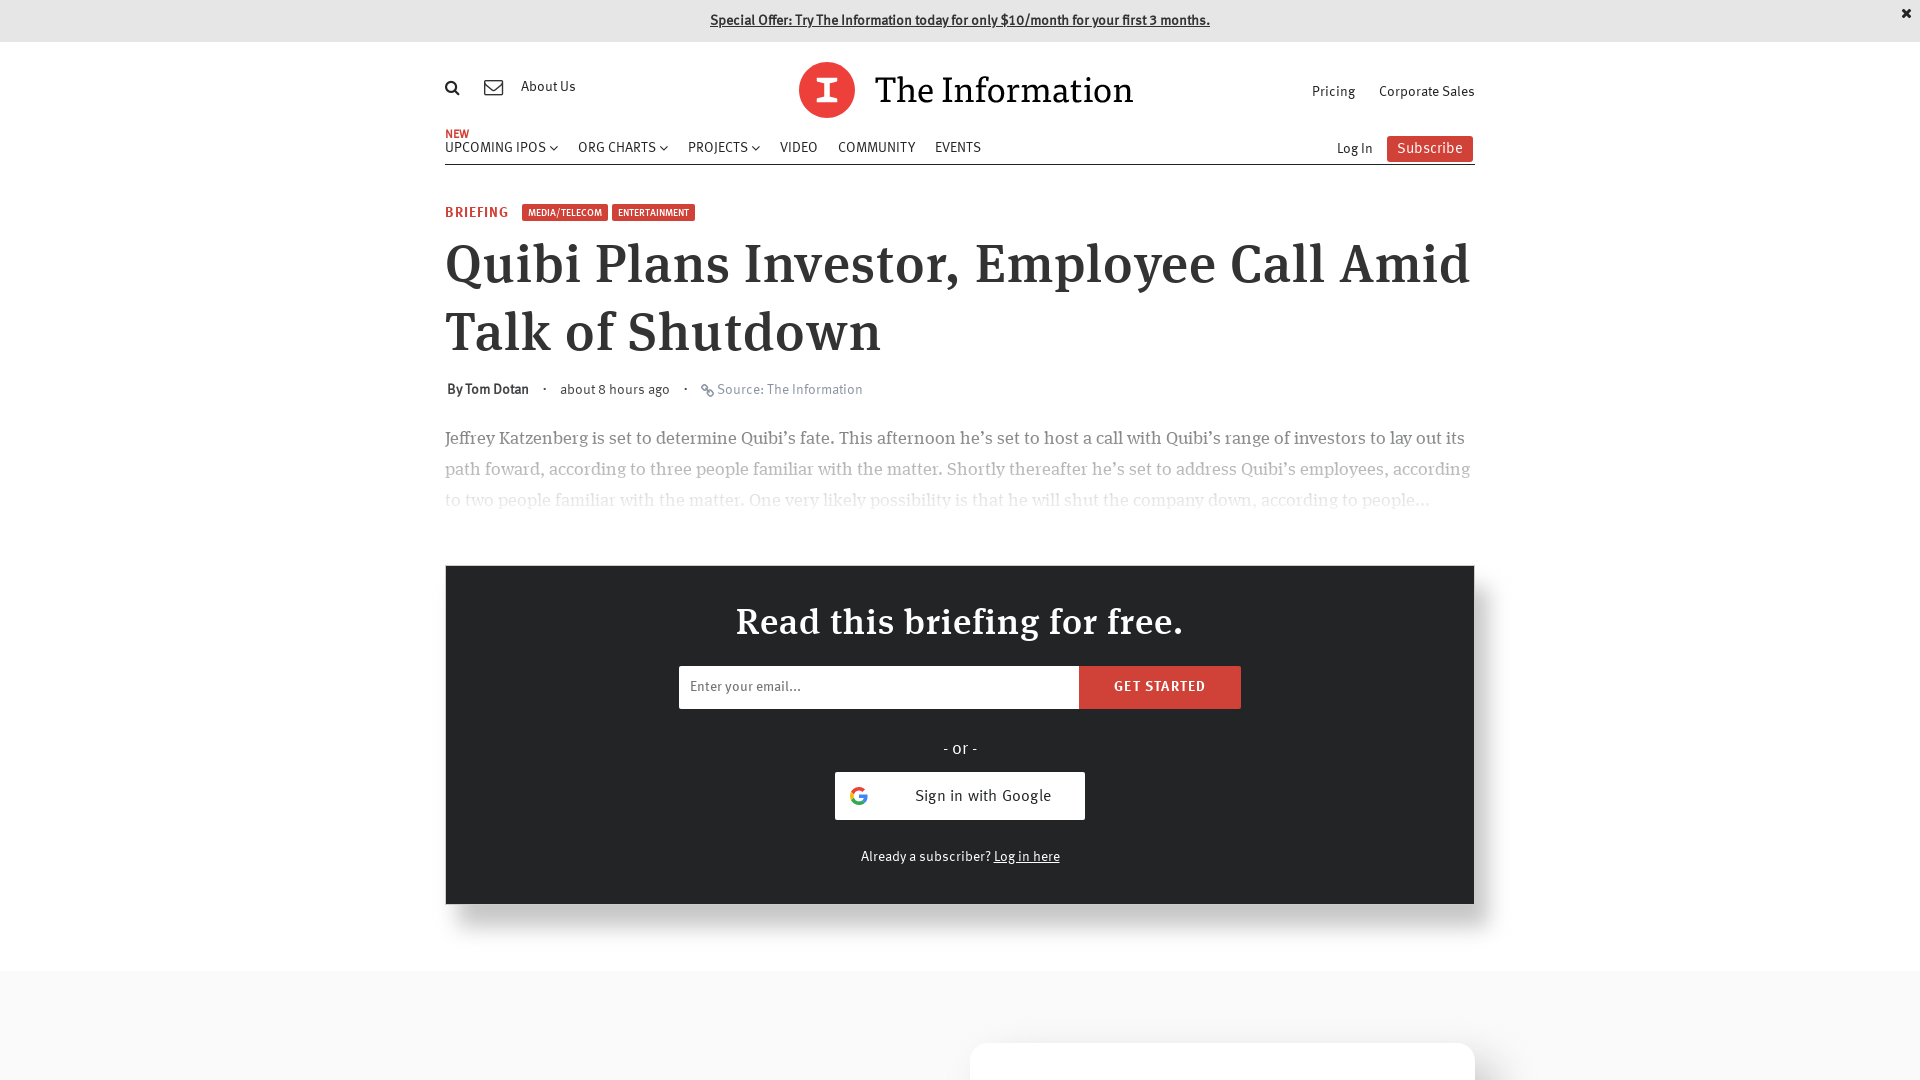 Special Offer: Try The Information today for only $10/month for your first 3 months.
About Us
The Information
Pricing
Corporate Sales
NEW
UPCOMING IPOS
ORG CHARTS
PROJECTS
VIDEO
COMMUNITY
EVENTS
Log In
Subscribe
BRIEFING
MEDIA/TELECOM
ENTERTAINMENT
Quibi Plans Investor, Employee Call Amid
Talk of Shutdown
By Tom Dotan · about 8 hours ago · Source: The Information
Jeffrey Katzenberg is set to determine Quibi’s fate. This afternoon he’s set to host a call with Quibi’s range of investors to lay out its
path foward, according to three people familiar with the matter. Shortly thereafter he’s set to address Quibi’s employees, according
to two people familiar with the matter. One very likely possibility is that he will shut the company down, according to people...
Read this briefing for free.
Enter your email...
GET STARTED
- or -
Sign in with Google
Already a subscriber? Log in here